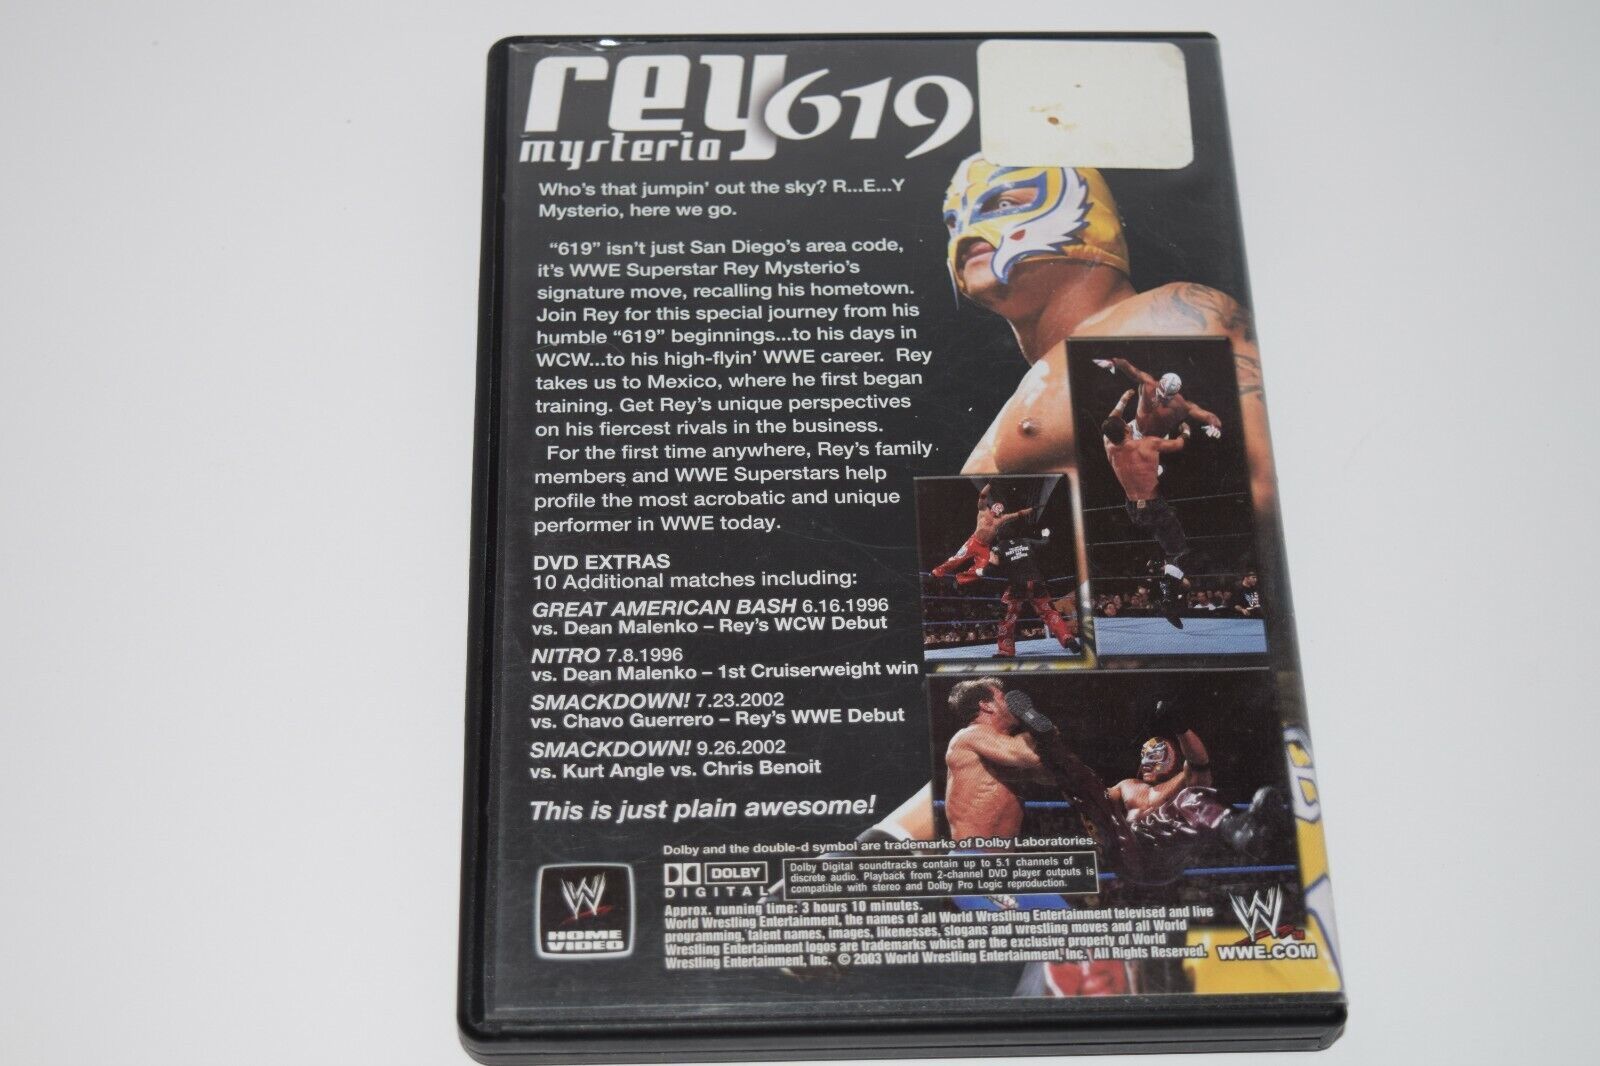 rey 619
mysterio
Who's that jumpin' out the sky? R...E...Y
Mysterio, here we go.
"619" isn't just San Diego's area code,
it's WWE Superstar Rey Mysterio's
signature move, recalling his hometown.
Join Rey for this special journey from his
humble "619" beginnings...to his days in
WCW...to his high-flyin' WWE career. Rey
takes us to Mexico, where he first began
training. Get Rey's unique perspectives
on his fiercest rivals in the business.
For the first time anywhere, Rey's family
members and WWE Superstars help
profile the most acrobatic and unique
performer in WWE today.
DVD EXTRAS
10 Additional matches including:
GREAT AMERICAN BASH 6.16.1996
vs. Dean Malenko – Rey's WCW Debut
NITRO 7.8.1996
vs. Dean Malenko – 1st Cruiserweight win
SMACKDOWN! 7.23.2002
vs. Chavo Guerrero – Rey's WWE Debut
SMACKDOWN! 9.26.2002
vs. Kurt Angle vs. Chris Benoit
This is just plain awesome!
Dolby and the double-d symbol are trademarks of Dolby Laboratories.
DOLBY
DIGITAL
Dolby Digital soundtracks contain up to 5.1 channels of
discrete audio. Playback from 2-channel DVD player outputs is
compatible with stereo and Dolby Pro Logic reproduction.
Approx. running time: 3 hours 10 minutes.
World Wrestling Entertainment, the names of all World Wrestling Entertainment televised and live
programming, talent names, images, likenesses, slogans and wrestling moves and all World
Wrestling Entertainment logos are trademarks which are the exclusive property of World
Wrestling Entertainment, Inc. © 2003 World Wrestling Entertainment, Inc. All Rights Reserved.
W
HOME
VIDEO
W
WWE.COM